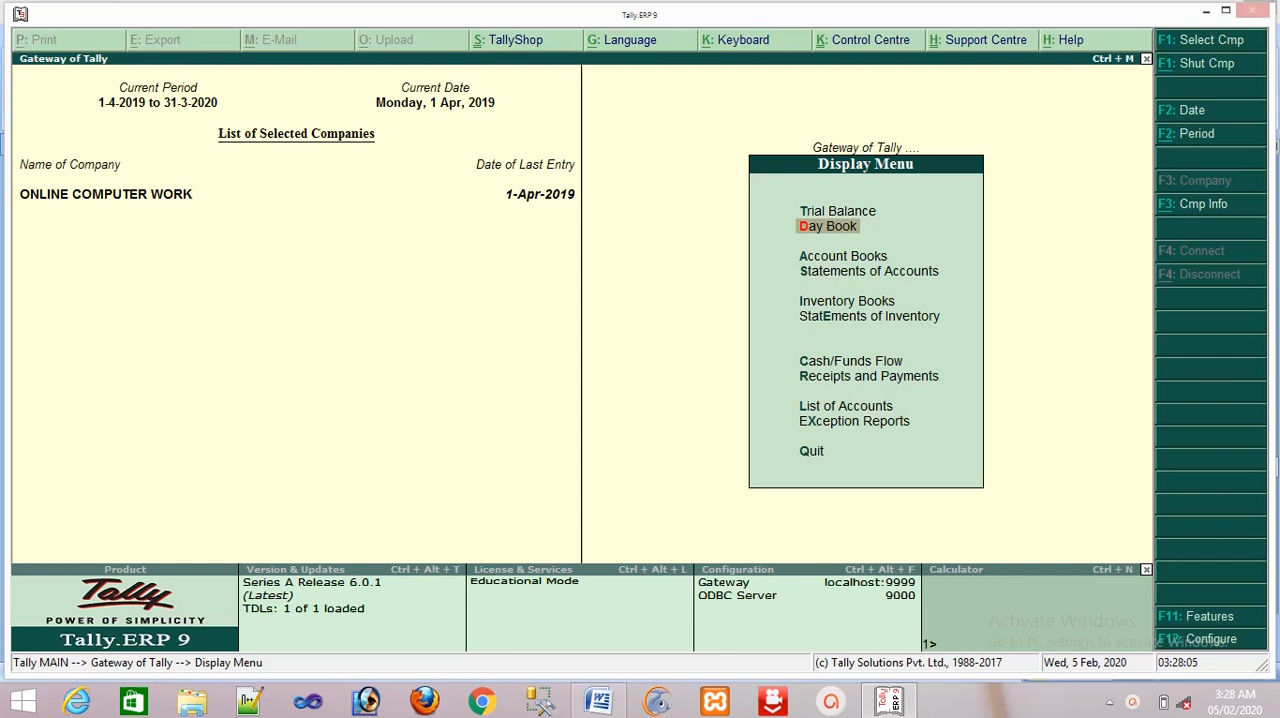 Tally.ERP 9
P: Print
E: Export
M: E-Mail
O: Upload
S: TallyShop
G: Language
K: Keyboard
K: Control Centre
H: Support Centre
H: Help
Gateway of Tally
Ctrl + M
Current Period
1-4-2019 to 31-3-2020
Current Date
Monday, 1 Apr, 2019
List of Selected Companies
Name of Company
Date of Last Entry
ONLINE COMPUTER WORK
1-Apr-2019
Gateway of Tally ....
Display Menu
Trial Balance
Day Book
Account Books
Statements of Accounts
Inventory Books
StatEments of Inventory
Cash/Funds Flow
Receipts and Payments
List of Accounts
EXception Reports
Quit
F1: Select Cmp
F1: Shut Cmp
F2: Date
F2: Period
F3: Company
F3: Cmp Info
F4: Connect
F4: Disconnect
F11: Features
F12: Configure
Product
Tally
POWER OF SIMPLICITY
Tally.ERP 9
Version & Updates
Ctrl + Alt + T
Series A Release 6.0.1
(Latest)
TDLs: 1 of 1 loaded
License & Services
Ctrl + Alt + L
Educational Mode
Configuration
Ctrl + Alt + F
Gateway localhost:9999
ODBC Server 9000
Calculator
Ctrl + N
1>
Activate Windows
Go to PC settings to activate Windows.
Tally MAIN --> Gateway of Tally --> Display Menu
(c) Tally Solutions Pvt. Ltd., 1988-2017
Wed, 5 Feb, 2020
03:28:05
3:28 AM
05/02/2020